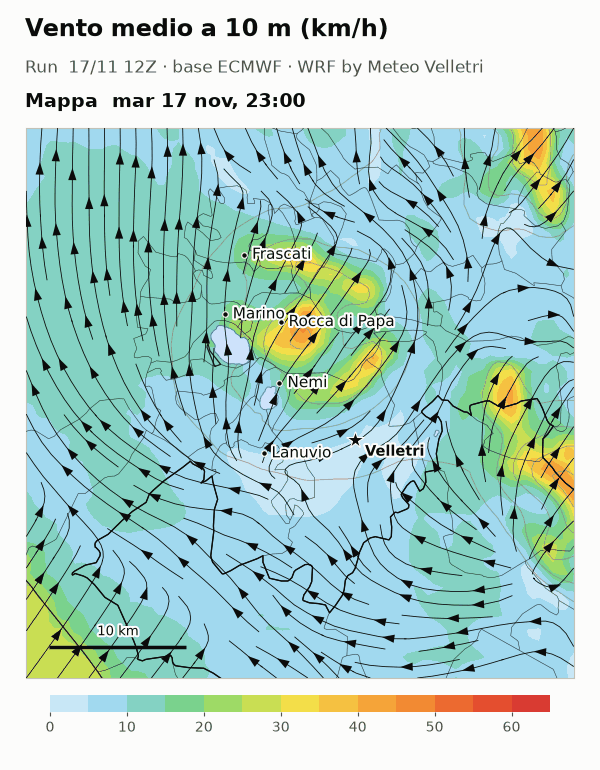 Vento medio a 10 m (km/h)
Run  17/11 12Z · base ECMWF · WRF by Meteo Velletri
Mappa  mar 17 nov, 23:00
Frascati
Marino
Rocca di Papa
Nemi
Velletri
Lanuvio
10 km
0 10 20 30 40 50 60